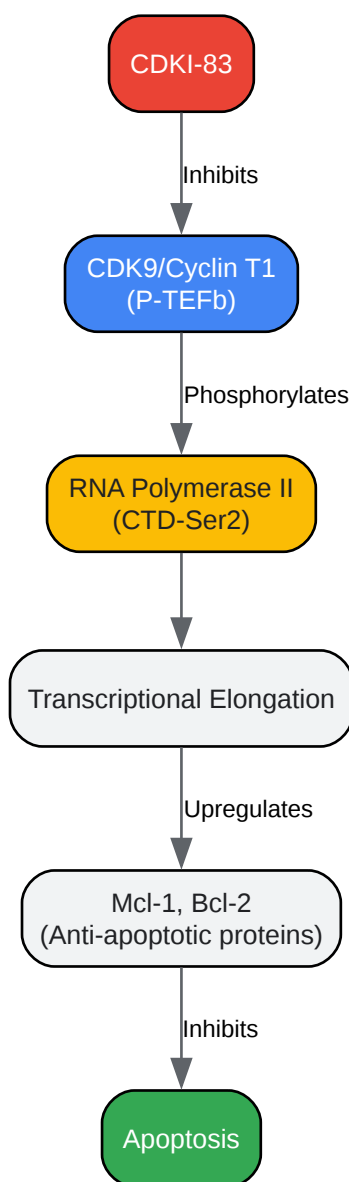 CDKI-83
Inhibits
CDK9/Cyclin T1
(P-TEFb)
Phosphorylates
RNA Polymerase II
(CTD-Ser2)
Transcriptional Elongation
Upregulates
Mcl-1, Bcl-2
(Anti-apoptotic proteins)
Inhibits
Apoptosis